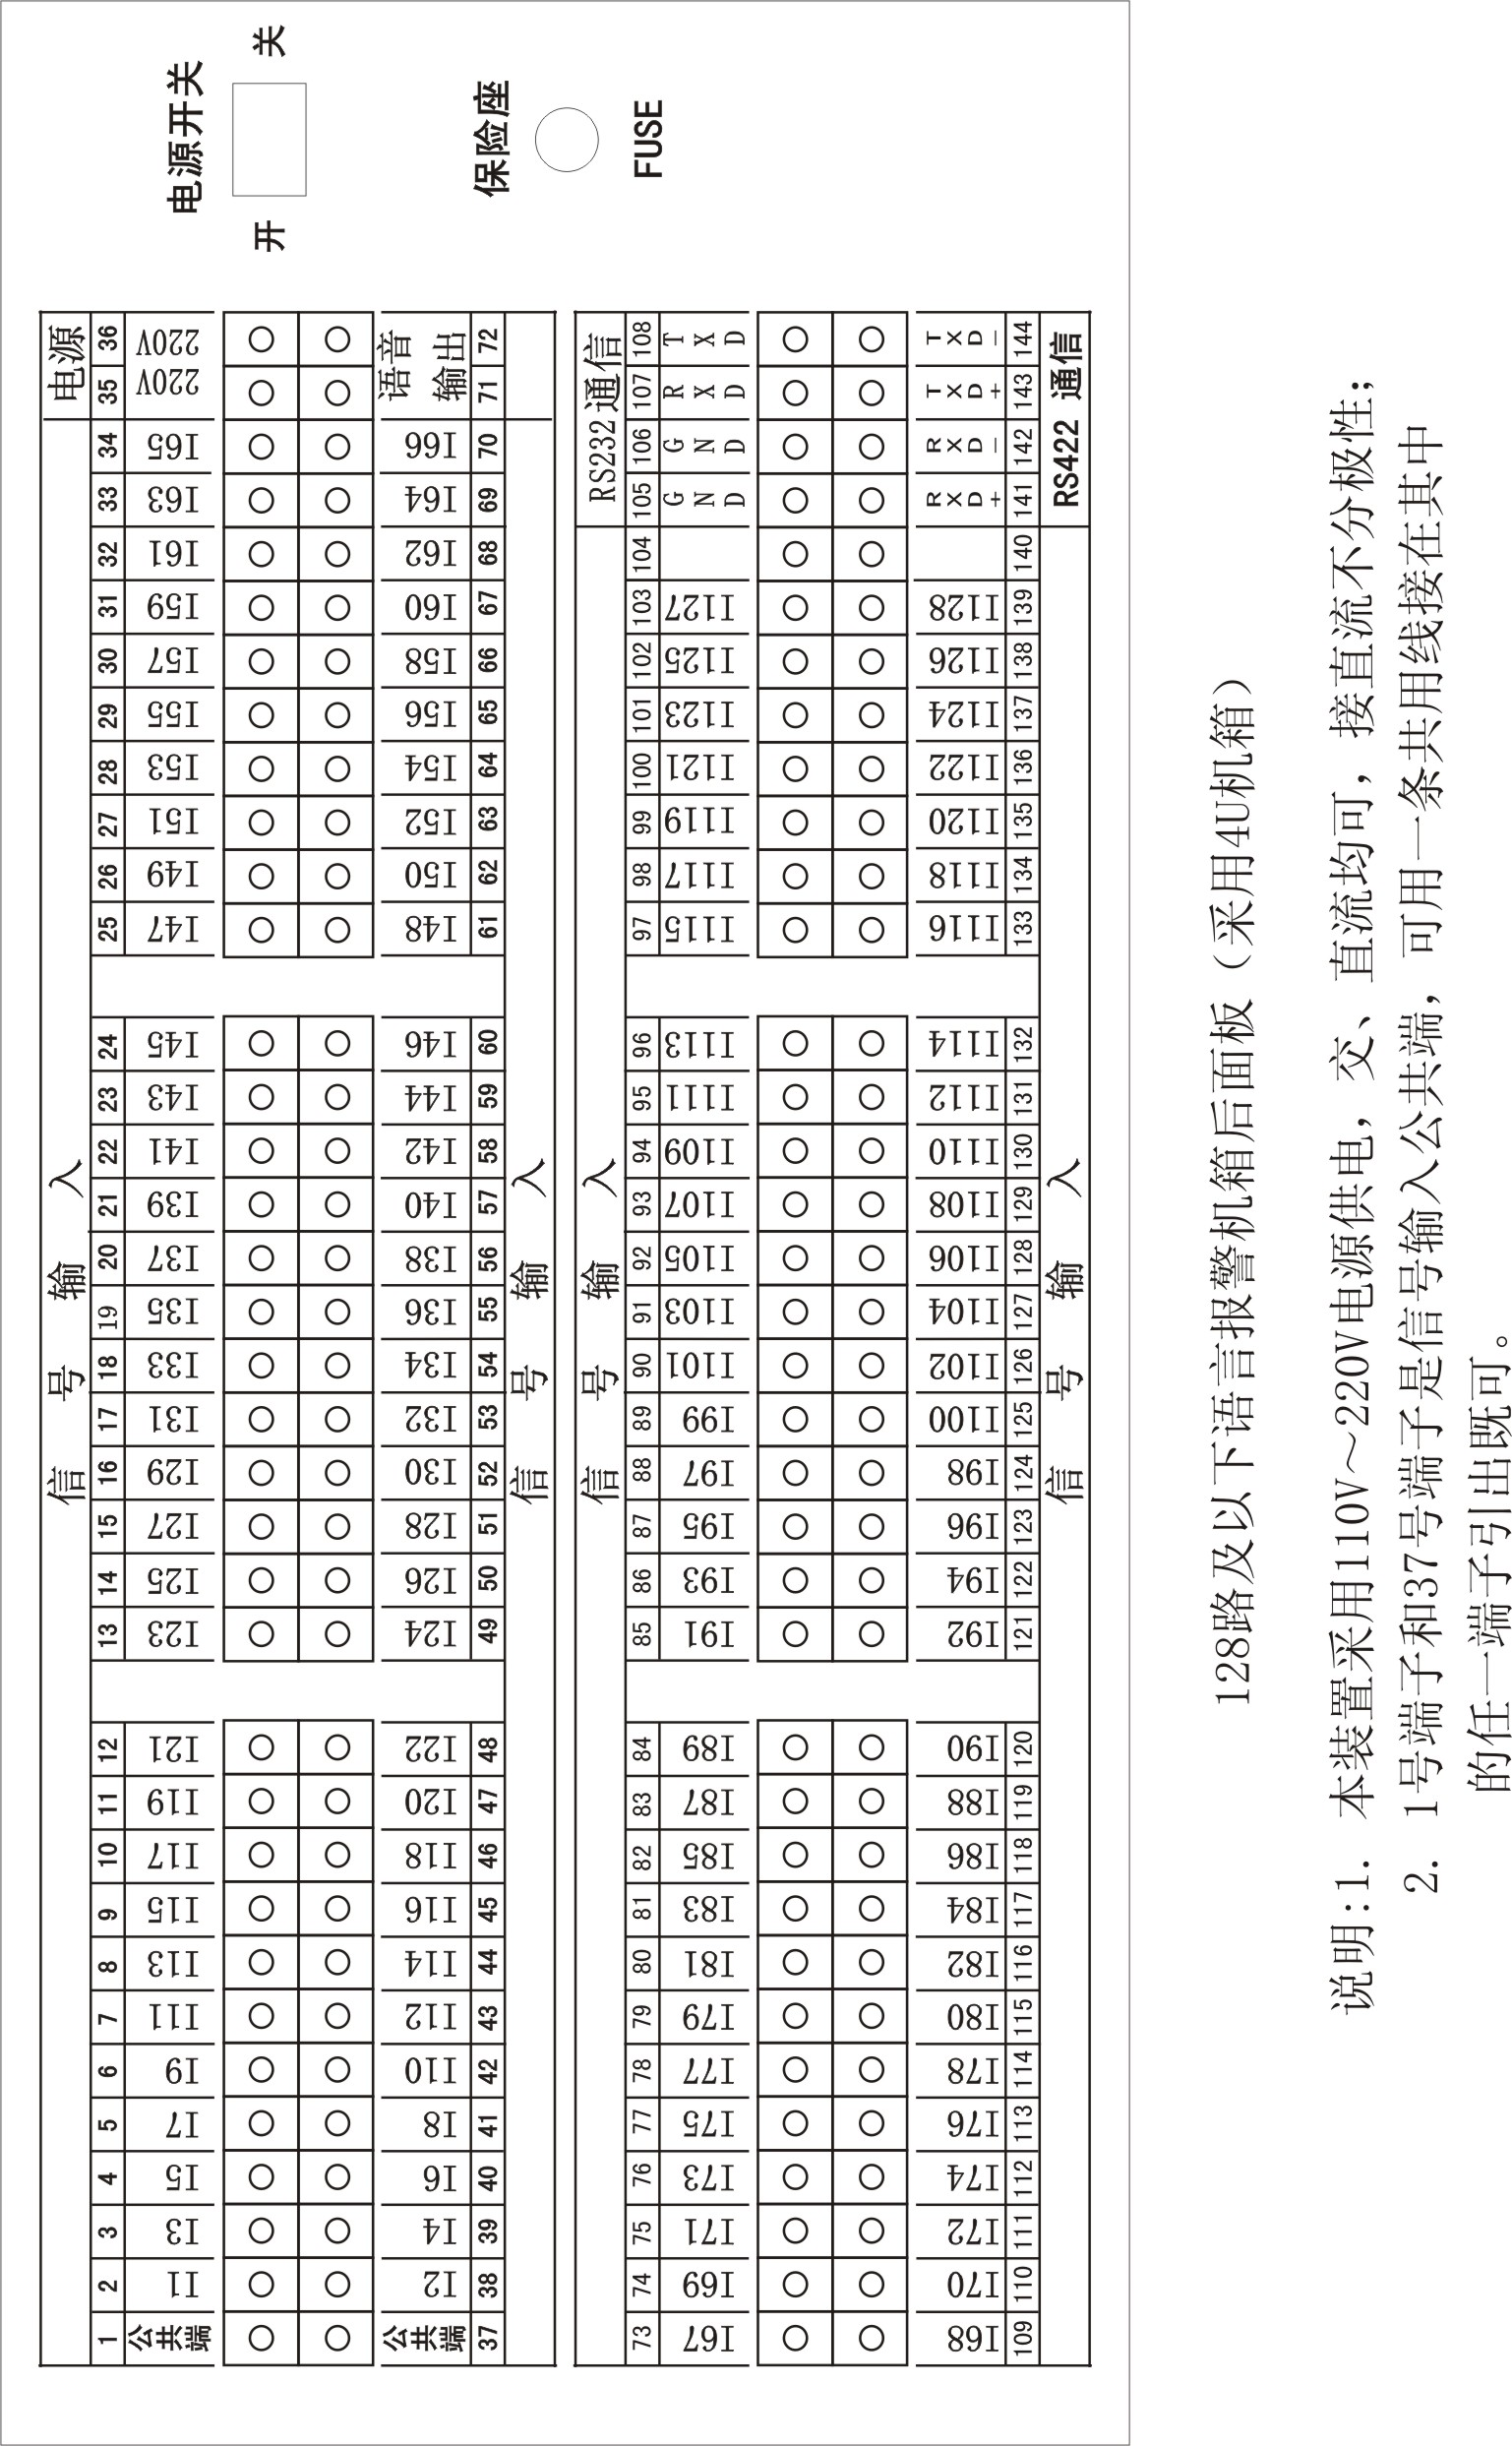 信 号 输 入 电源
1 2 3 4 5 6 7 8 9 10 11 12 13 14 15 16 17 18 19 20 21 22 23 24 25 26 27 28 29 30 31 32 33 34 35 36
公共端 I1 I3 I5 I7 I9 I11 I13 I15 I17 I19 I21 I23 I25 I27 I29 I31 I33 I35 I37 I39 I41 I43 I45 I47 I49 I51 I53 I55 I57 I59 I61 I63 I65 220V 220V
公共端 I2 I4 I6 I8 I10 I12 I14 I16 I18 I20 I22 I24 I26 I28 I30 I32 I34 I36 I38 I40 I42 I44 I46 I48 I50 I52 I54 I56 I58 I60 I62 I64 I66 语音输出
37 38 39 40 41 42 43 44 45 46 47 48 49 50 51 52 53 54 55 56 57 58 59 60 61 62 63 64 65 66 67 68 69 70 71 72
信 号 输 入
电源开关
开 关
保险座
FUSE
信 号 输 入 RS232通信
73 74 75 76 77 78 79 80 81 82 83 84 85 86 87 88 89 90 91 92 93 94 95 96 97 98 99 100 101 102 103 104 105 106 107 108
I67 I69 I71 I73 I75 I77 I79 I81 I83 I85 I87 I89 I91 I93 I95 I97 I99 I101 I103 I105 I107 I109 I111 I113 I115 I117 I119 I121 I123 I125 I127 GND GND RXD TXD
I68 I70 I72 I74 I76 I78 I80 I82 I84 I86 I88 I90 I92 I94 I96 I98 I100 I102 I104 I106 I108 I110 I112 I114 I116 I118 I120 I122 I124 I126 I128 RXD+ RXD- TXD+ TXD-
109 110 111 112 113 114 115 116 117 118 119 120 121 122 123 124 125 126 127 128 129 130 131 132 133 134 135 136 137 138 139 140 141 142 143 144
信 号 输 入 RS422 通信
128路及以下语言报警机箱后面板（采用4U机箱）
说明:1. 本装置采用110V～220V电源供电，交、直流均可，接直流不分极性；
2. 1号端子和37号端子是信号输入公共端，可用一条共用线接在其中
的任一端子引出既可。